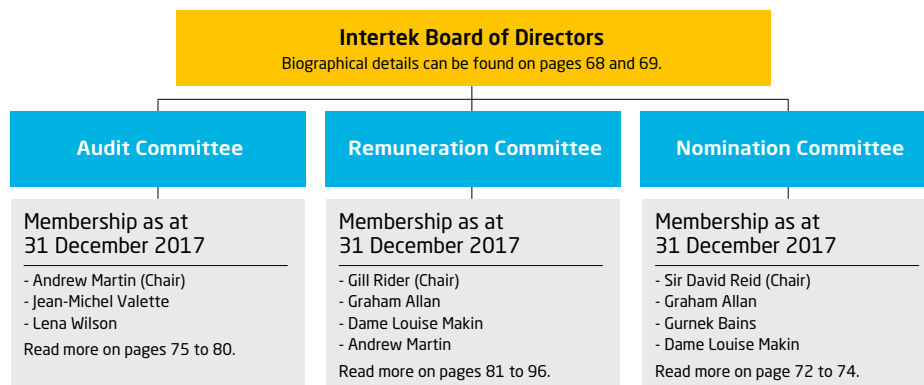 Intertek Board of Directors
Biographical details can be found on pages 68 and 69.
Audit Committee
Membership as at
31 December 2017
- Andrew Martin (Chair)
- Jean-Michel Valette
- Lena Wilson
Read more on pages 75 to 80.
Remuneration Committee
Membership as at
31 December 2017
- Gill Rider (Chair)
- Graham Allan
- Dame Louise Makin
- Andrew Martin
Read more on pages 81 to 96.
Nomination Committee
Membership as at
31 December 2017
- Sir David Reid (Chair)
- Graham Allan
- Gurnek Bains
- Dame Louise Makin
Read more on page 72 to 74.